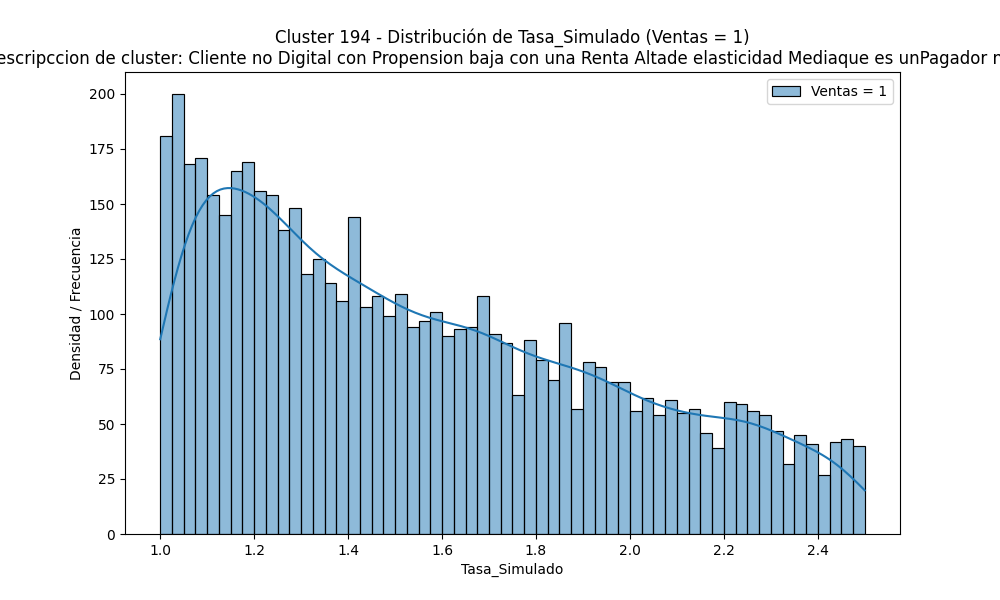 Cluster 194 - Distribución de Tasa_Simulado (Ventas = 1)
escripccion de cluster: Cliente no Digital con Propension baja con una Renta Altade elasticidad Mediaque es unPagador
Ventas = 1
200
175
150
125
100
75
50
25
0
Densidad / Frecuencia
1.0 1.2 1.4 1.6 1.8 2.0 2.2 2.4
Tasa_Simulado